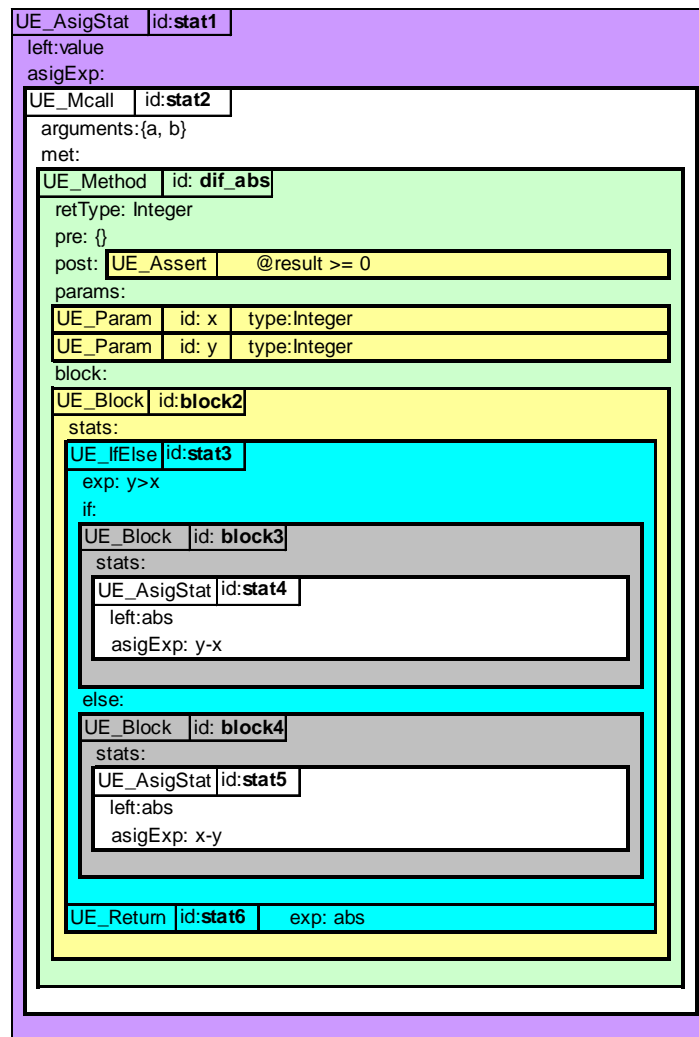 UE_AsigStat id:stat1
left:value
asigExp:
UE_Mcall id:stat2
arguments:{a, b}
met:
UE_Method id: dif_abs
retType: Integer
pre: {}
post: UE_Assert @result >= 0
params:
UE_Param id: x type:Integer
UE_Param id: y type:Integer
block:
UE_Block id:block2
stats:
UE_IfElse id:stat3
exp: y>x
if:
UE_Block id: block3
stats:
UE_AsigStat id:stat4
left:abs
asigExp: y-x
else:
UE_Block id: block4
stats:
UE_AsigStat id:stat5
left:abs
asigExp: x-y
UE_Return id:stat6 exp: abs